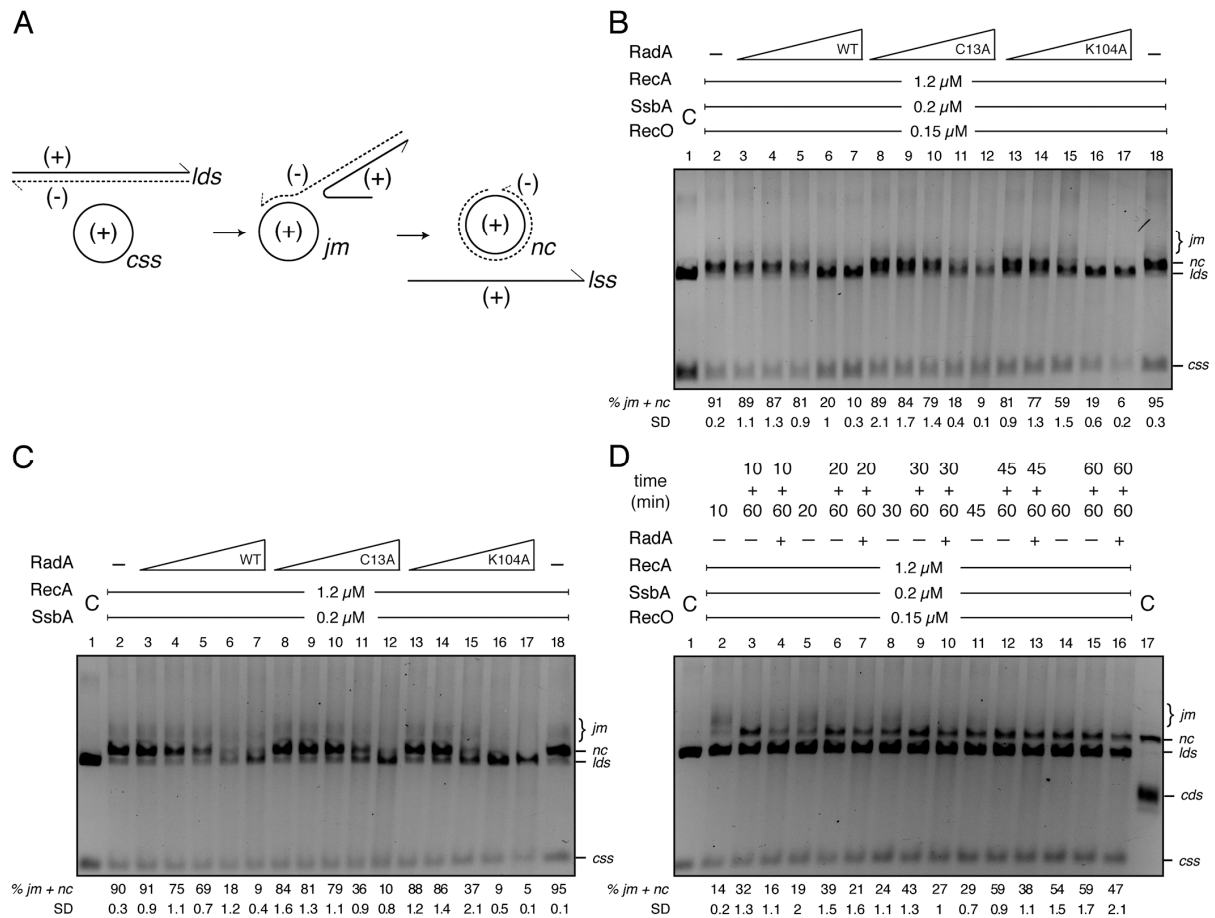 A
(+)
lds
(-)
(+)
css
(-)
(+)
(+)
jm
(-)
(+)
nc
lss
(+)
B
RadA – WT C13A K104A –
RecA 1.2 µM
SsbA 0.2 µM
C
RecO 0.15 µM
1 2 3 4 5 6 7 8 9 10 11 12 13 14 15 16 17 18
jm
nc
lds
css
% jm + nc 91 89 87 81 20 10 89 84 79 18 9 81 77 59 19 6 95
SD 0.2 1.1 1.3 0.9 1 0.3 2.1 1.7 1.4 0.4 0.1 0.9 1.3 1.5 0.6 0.2 0.3
C
RadA – WT C13A K104A –
RecA 1.2 µM
C
SsbA 0.2 µM
1 2 3 4 5 6 7 8 9 10 11 12 13 14 15 16 17 18
jm
nc
lds
css
% jm + nc 90 91 75 69 18 9 84 81 79 36 10 88 86 37 9 5 95
SD 0.3 0.9 1.1 0.7 1.2 0.4 1.6 1.3 1.1 0.9 0.8 1.2 1.4 2.1 0.5 0.1 0.1
D
10 10 20 20 30 30 45 45 60 60
time + + + + + + + + + +
(min) 10 60 60 20 60 60 30 60 60 45 60 60 60 60 60
RadA – – + – – + – – + – – + – – +
RecA 1.2 µM
SsbA 0.2 µM
C C
RecO 0.15 µM
1 2 3 4 5 6 7 8 9 10 11 12 13 14 15 16 17
jm
nc
lds
cds
css
% jm + nc 14 32 16 19 39 21 24 43 27 29 59 38 54 59 47
SD 0.2 1.3 1.1 2 1.5 1.6 1.1 1.3 1 0.7 0.9 1.1 1.5 1.7 2.1